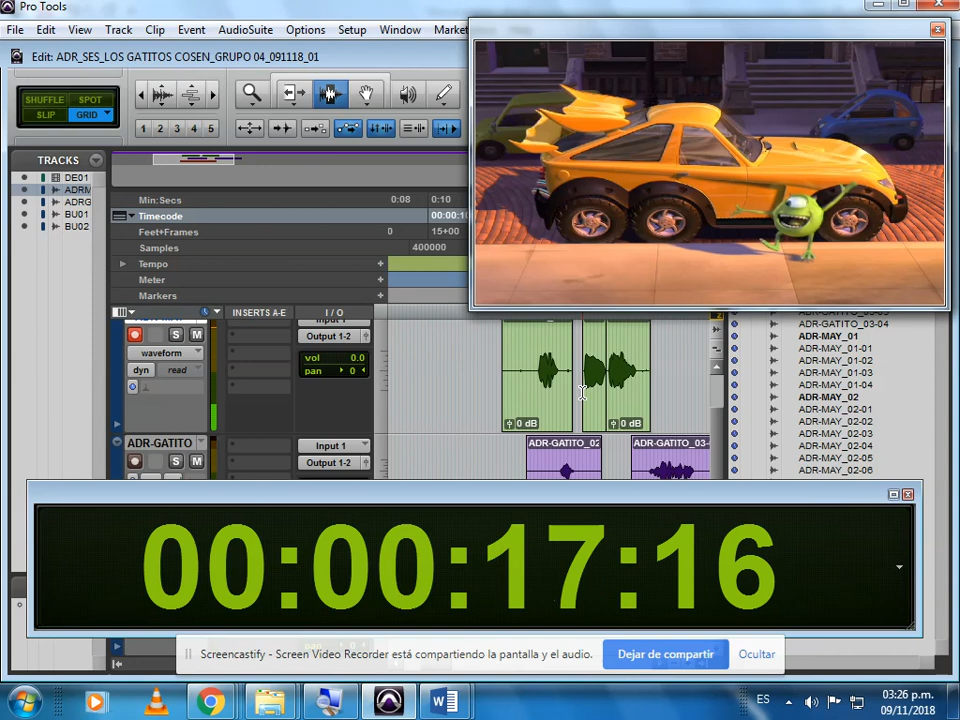 Pro Tools
File Edit View Track Clip Event AudioSuite Options Setup Window
Edit: ADR_SES_LOS GATITOS COSEN_GRUPO 04_091118_01
SHUFFLE SPOT
SLIP GRID
1 2 3 4 5
TRACKS
DE01
ADRM
ADRG
BU01
BU02
Min:Secs 0:08 0:10
Timecode
Feet+Frames 0 15+00
Samples 400000
Tempo
Meter
Markers
INSERTS A-E I / O
Output 1-2
S M
waveform
dyn read
vol 0.0
pan 0
0 dB 0 dB
ADR-GATITO
Input 1
S M
Output 1-2
ADR-GATITO_02
ADR-GATITO_03-04
ADR-MAY_01
ADR-MAY_01-01
ADR-MAY_01-02
ADR-MAY_01-03
ADR-MAY_01-04
ADR-MAY_02
ADR-MAY_02-01
ADR-MAY_02-02
ADR-MAY_02-03
ADR-MAY_02-04
ADR-MAY_02-05
ADR-MAY_02-06
00:00:17:16
Screencastify - Screen Video Recorder está compartiendo la pantalla y el audio. Dejar de compartir Ocultar
ES
03:26 p.m.
09/11/2018